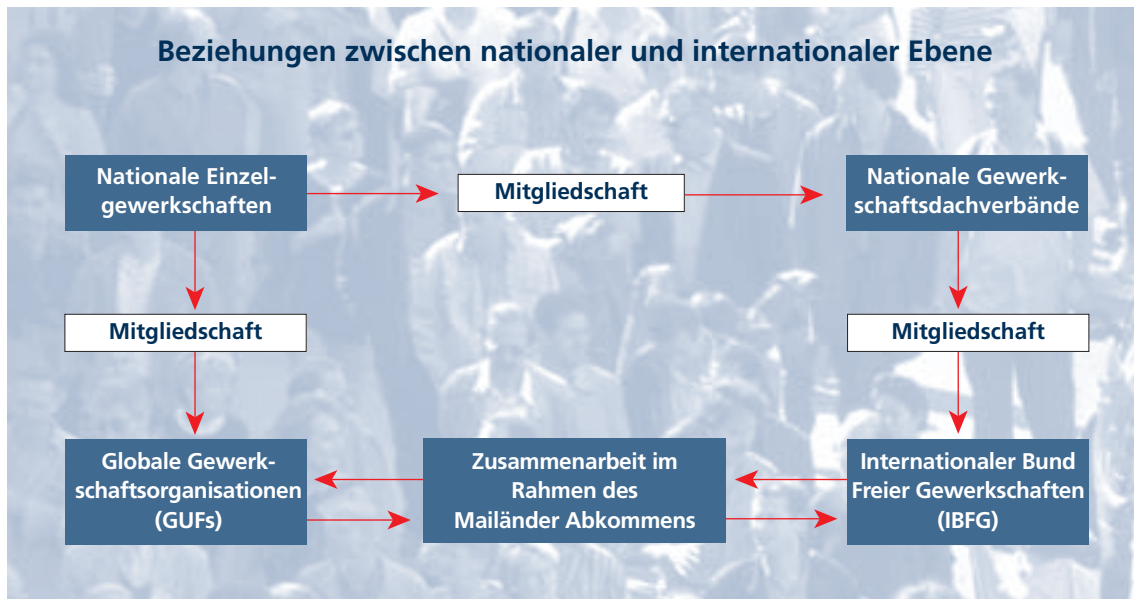 Beziehungen zwischen nationaler und internationaler Ebene
Nationale Einzel-
gewerkschaften
Mitgliedschaft
Nationale Gewerk-
schaftsdachverbände
Mitgliedschaft
Mitgliedschaft
Globale Gewerk-
schaftsorganisationen
(GUFs)
Zusammenarbeit im
Rahmen des
Mailänder Abkommens
Internationaler Bund
Freier Gewerkschaften
(IBFG)